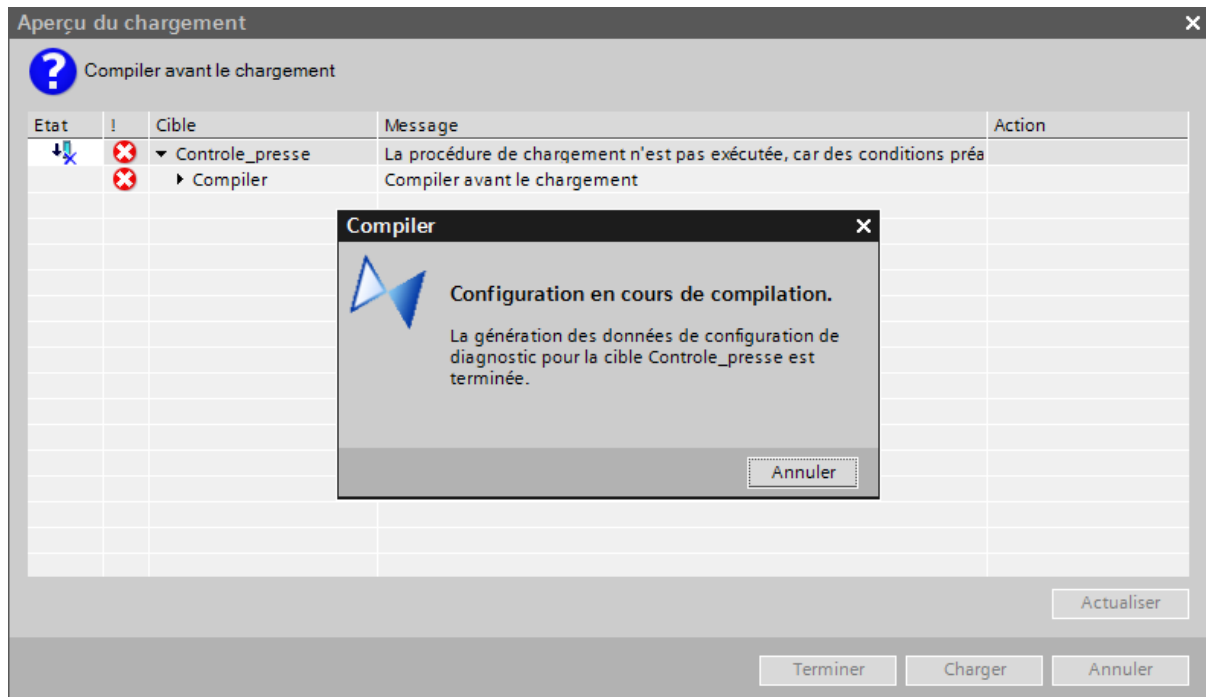 Aperçu du chargement
?
Compiler avant le chargement
Etat ! Cible Message Action
Controle_presse La procédure de chargement n'est pas exécutée, car des conditions préa
Compiler Compiler avant le chargement
Compiler
Configuration en cours de compilation.
La génération des données de configuration de
diagnostic pour la cible Controle_presse est
terminée.
Annuler
Actualiser
Terminer Charger Annuler